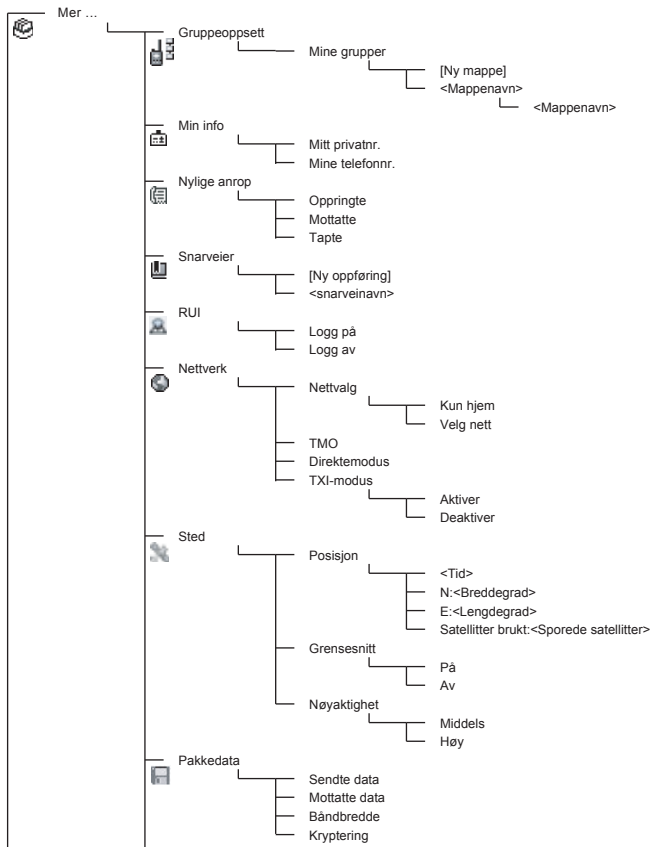 Mer ...
Gruppeoppsett
Mine grupper
[Ny mappe]
<Mappenavn>
<Mappenavn>
Min info
Mitt privatnr.
Mine telefonnr.
Nylige anrop
Oppringte
Mottatte
Tapte
Snarveier
[Ny oppføring]
<snarveinavn>
RUI
Logg på
Logg av
Nettverk
Nettvalg
Kun hjem
Velg nett
TMO
Direktemodus
TXI-modus
Aktiver
Deaktiver
Sted
Posisjon
<Tid>
N:<Breddegrad>
E:<Lengdegrad>
Satellitter brukt:<Sporede satellitter>
Grensesnitt
På
Av
Nøyaktighet
Middels
Høy
Pakkedata
Sendte data
Mottatte data
Båndbredde
Kryptering